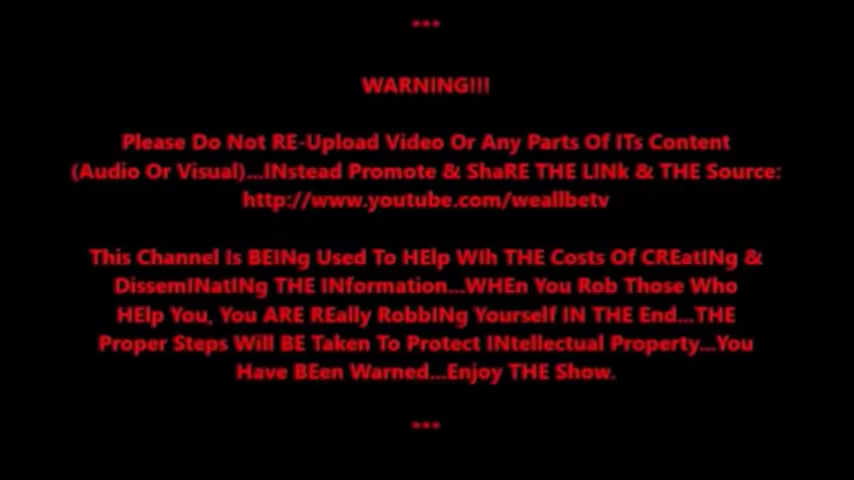 ***
WARNING!!!
Please Do Not RE-Upload Video Or Any Parts Of ITs Content
(Audio Or Visual)...INstead Promote & ShaRE THE LINk & THE Source:
http://www.youtube.com/weallbetv
This Channel Is BEINg Used To HElp WIh THE Costs Of CREatINg &
DissemINatINg THE INformation...WHEn You Rob Those Who
HElp You, You ARE REally RobbINg Yourself IN THE End...THE
Proper Steps Will BE Taken To Protect INtellectual Property...You
Have BEen Warned...Enjoy THE Show.
***